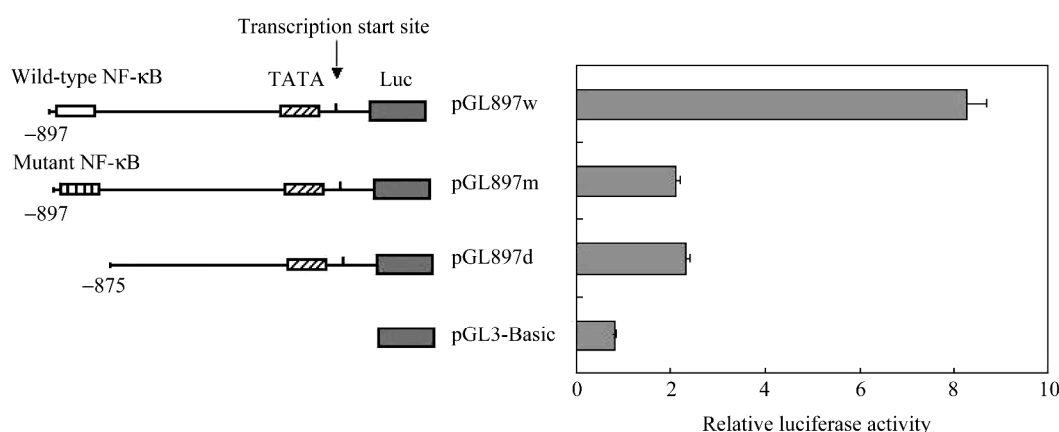 Transcription start site
Wild-type NF-κB
TATA
Luc
pGL897w
−897
Mutant NF-κB
pGL897m
−897
pGL897d
−875
pGL3-Basic
0 2 4 6 8 10
Relative luciferase activity